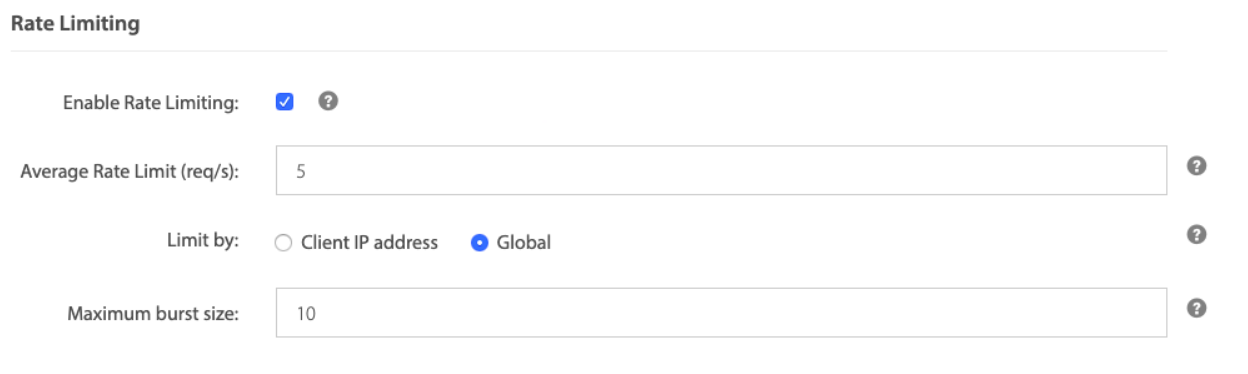 Rate Limiting
Enable Rate Limiting: ?
Average Rate Limit (req/s): 5 ?
Limit by: Client IP address Global ?
Maximum burst size: 10 ?